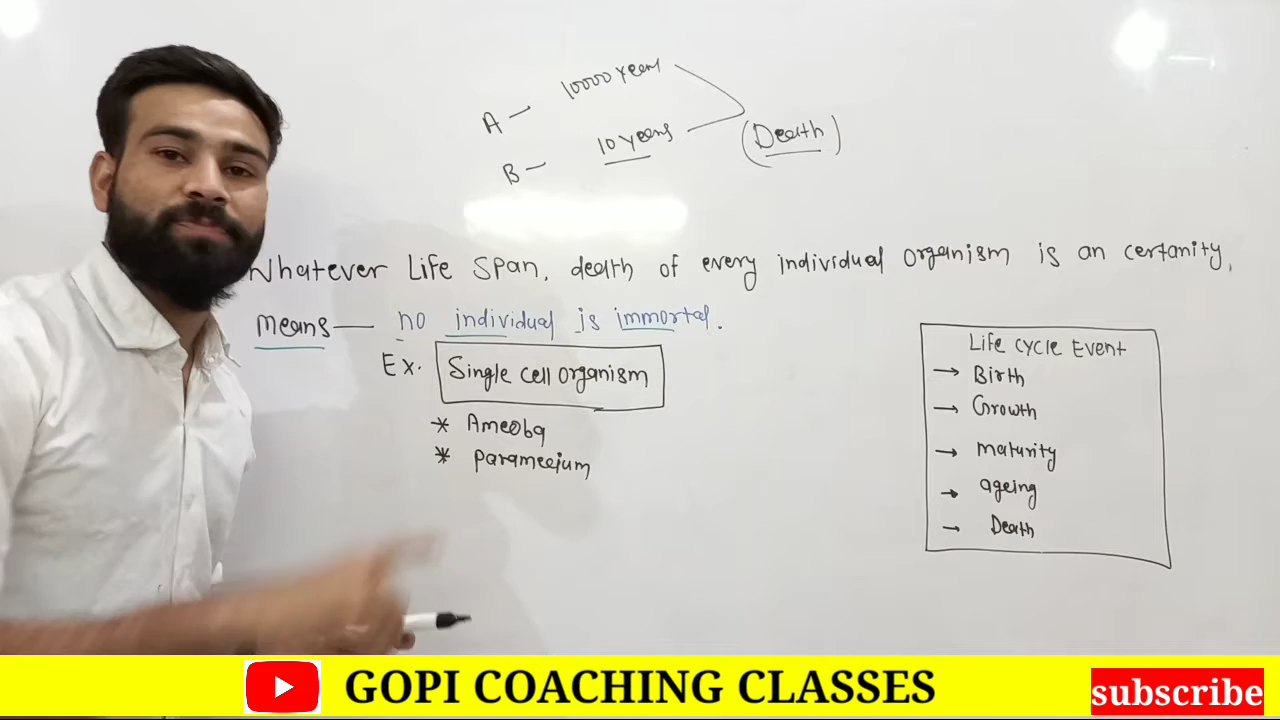 A - 10000 Years
B - 10 Years
(Death)
Whatever Life Span, death of every individual organism is an certanity,
means — no individual is immortal.
Ex. Single cell organism
* Ameoba
* parameeium
Life Cycle Event
→ Birth
→ Growth
→ maturity
→ ageing
→ Death
GOPI COACHING CLASSES
subscribe